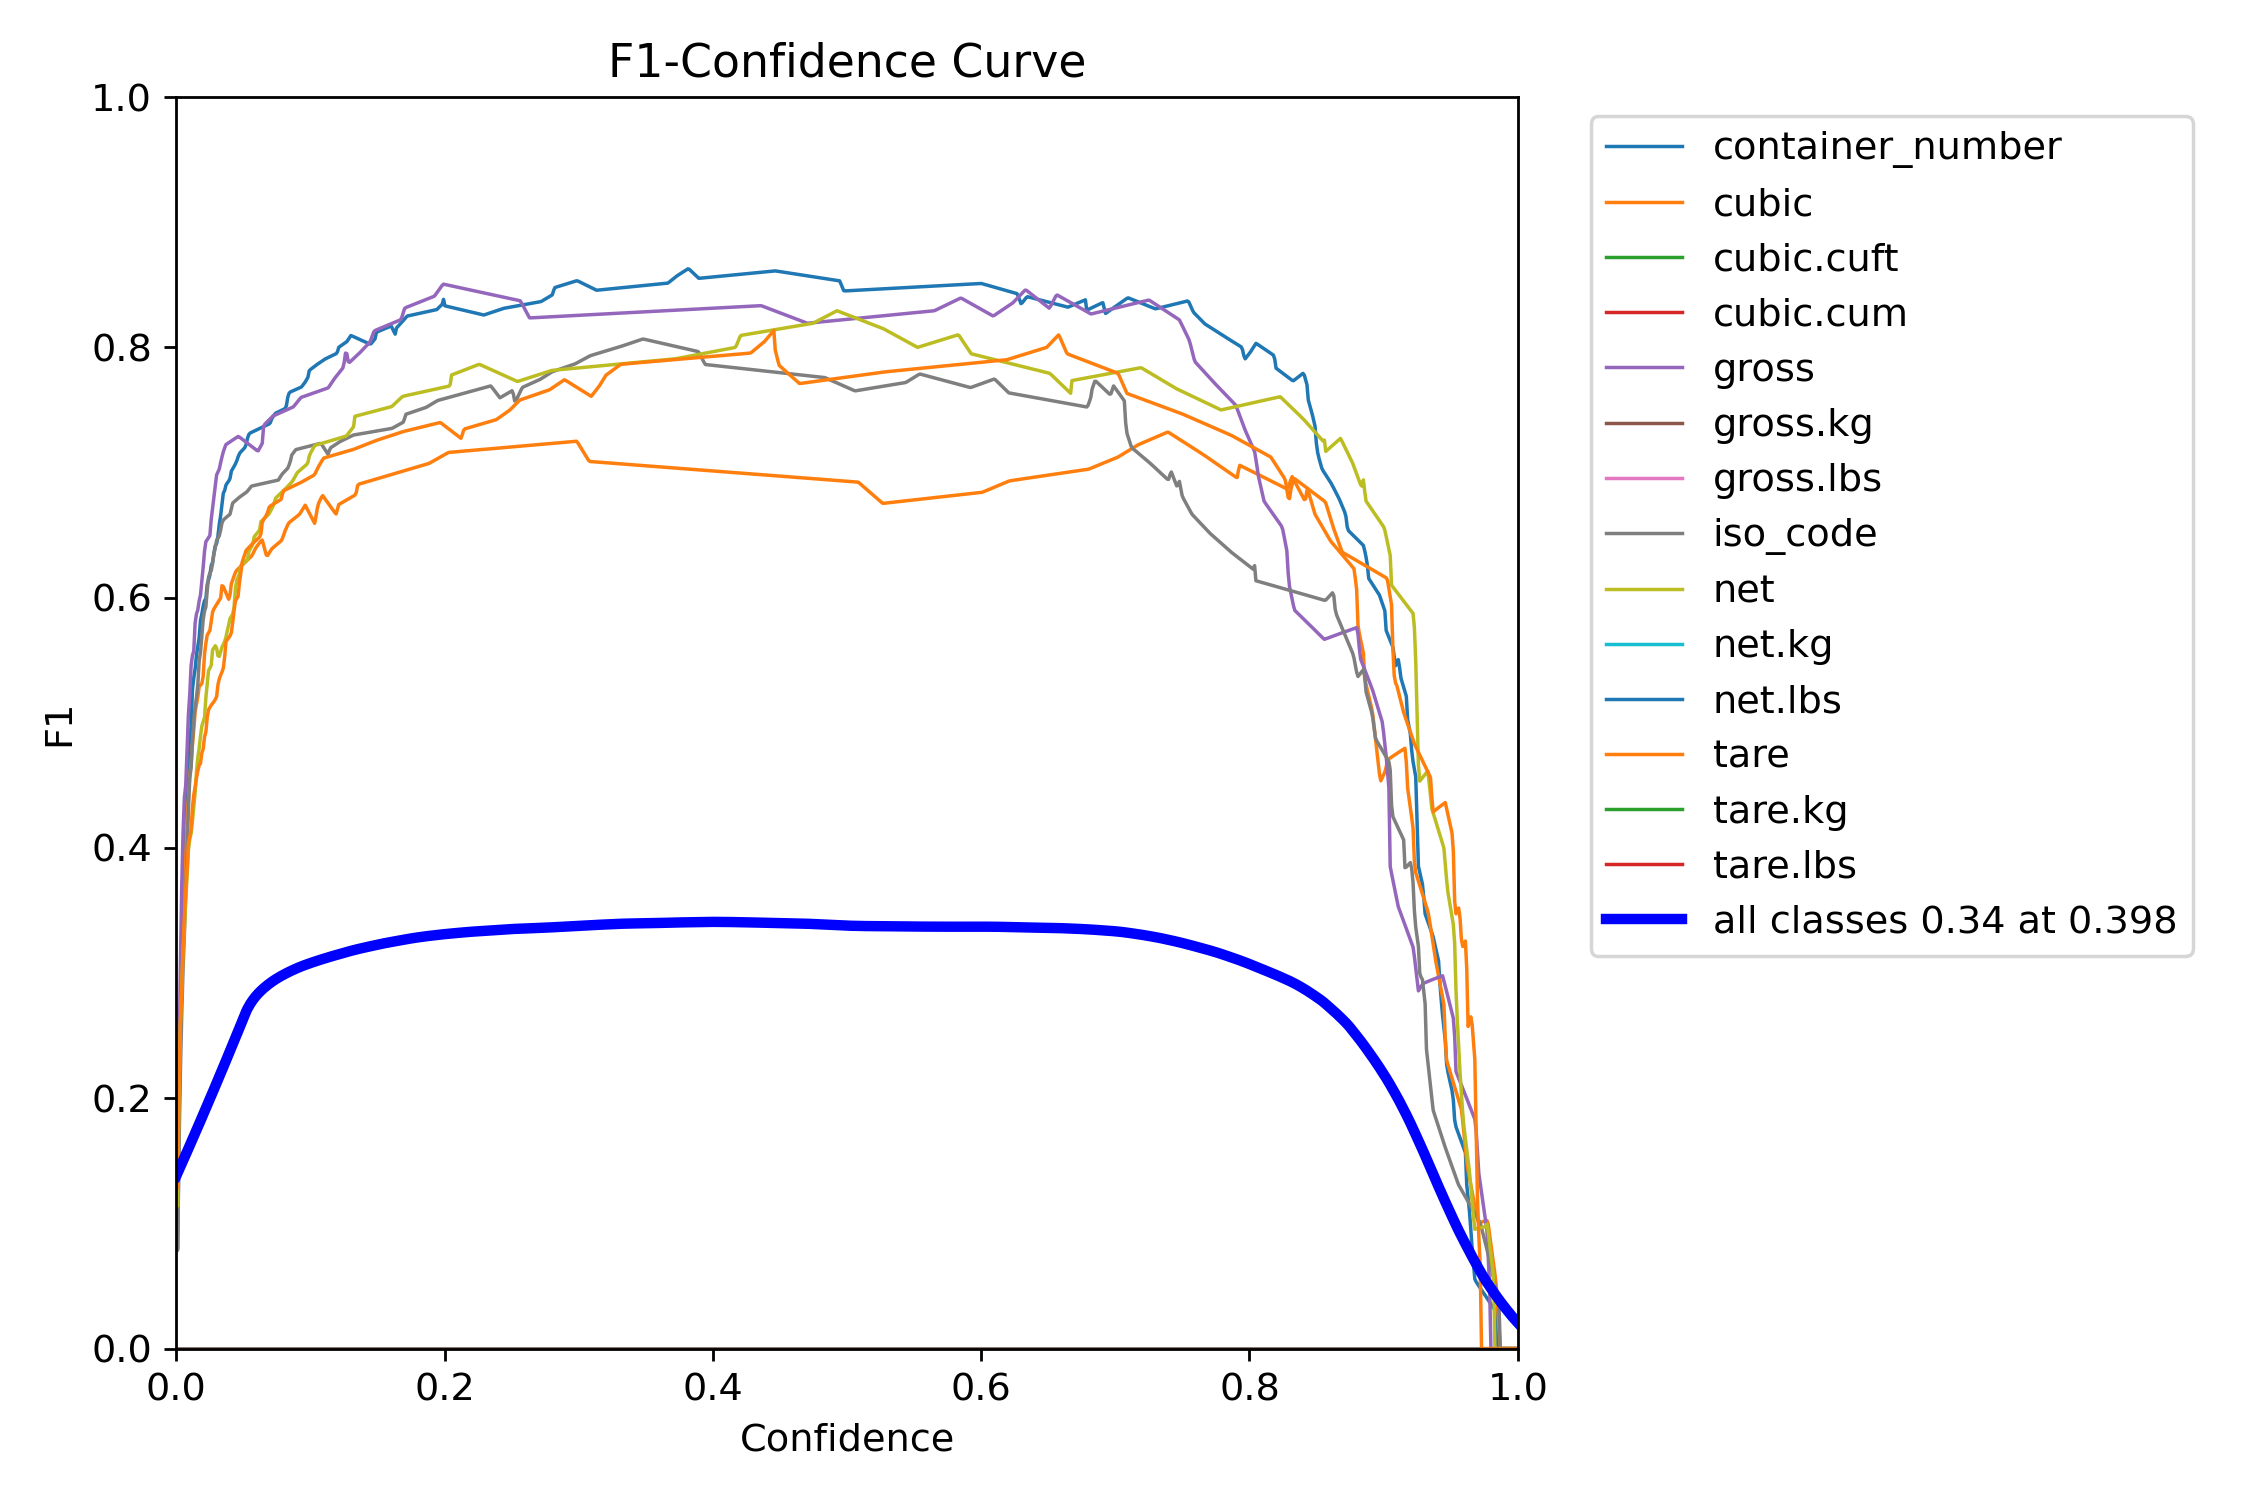 F1-Confidence Curve
1.0
0.8
0.6
0.4
0.2
0.0
F1
0.0 0.2 0.4 0.6 0.8 1.0
Confidence
container_number
cubic
cubic.cuft
cubic.cum
gross
gross.kg
gross.lbs
iso_code
net
net.kg
net.lbs
tare
tare.kg
tare.lbs
all classes 0.34 at 0.398